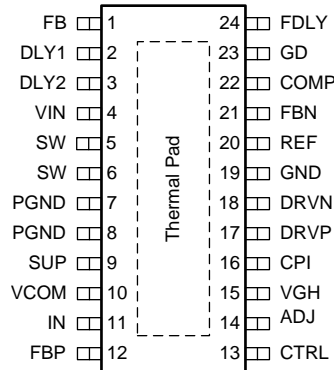 FB 1 24 FDLY
DLY1 2 23 GD
DLY2 3 22 COMP
VIN 4 21 FBN
SW 5 20 REF
SW 6 19 GND
PGND 7 18 DRVN
PGND 8 17 DRVP
SUP 9 16 CPI
VCOM 10 15 VGH
IN 11 14 ADJ
FBP 12 13 CTRL
Thermal Pad